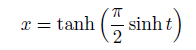 x = tanh ( π/2 sinh t )